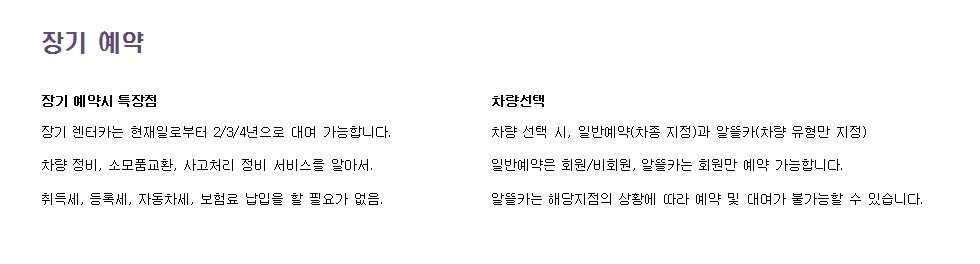 장기 예약
장기 예약시 특장점
장기 렌터카는 현재일로부터 2/3/4년으로 대여 가능합니다.
차량 정비, 소모품교환, 사고처리 정비 서비스를 알아서.
취득세, 등록세, 자동차세, 보험료 납입을 할 필요가 없음.
차량선택
차량 선택 시, 일반예약(차종 지정)과 알뜰카(차량 유형만 지정)
일반예약은 회원/비회원, 알뜰카는 회원만 예약 가능합니다.
알뜰카는 해당지점의 상황에 따라 예약 및 대여가 불가능할 수 있습니다.